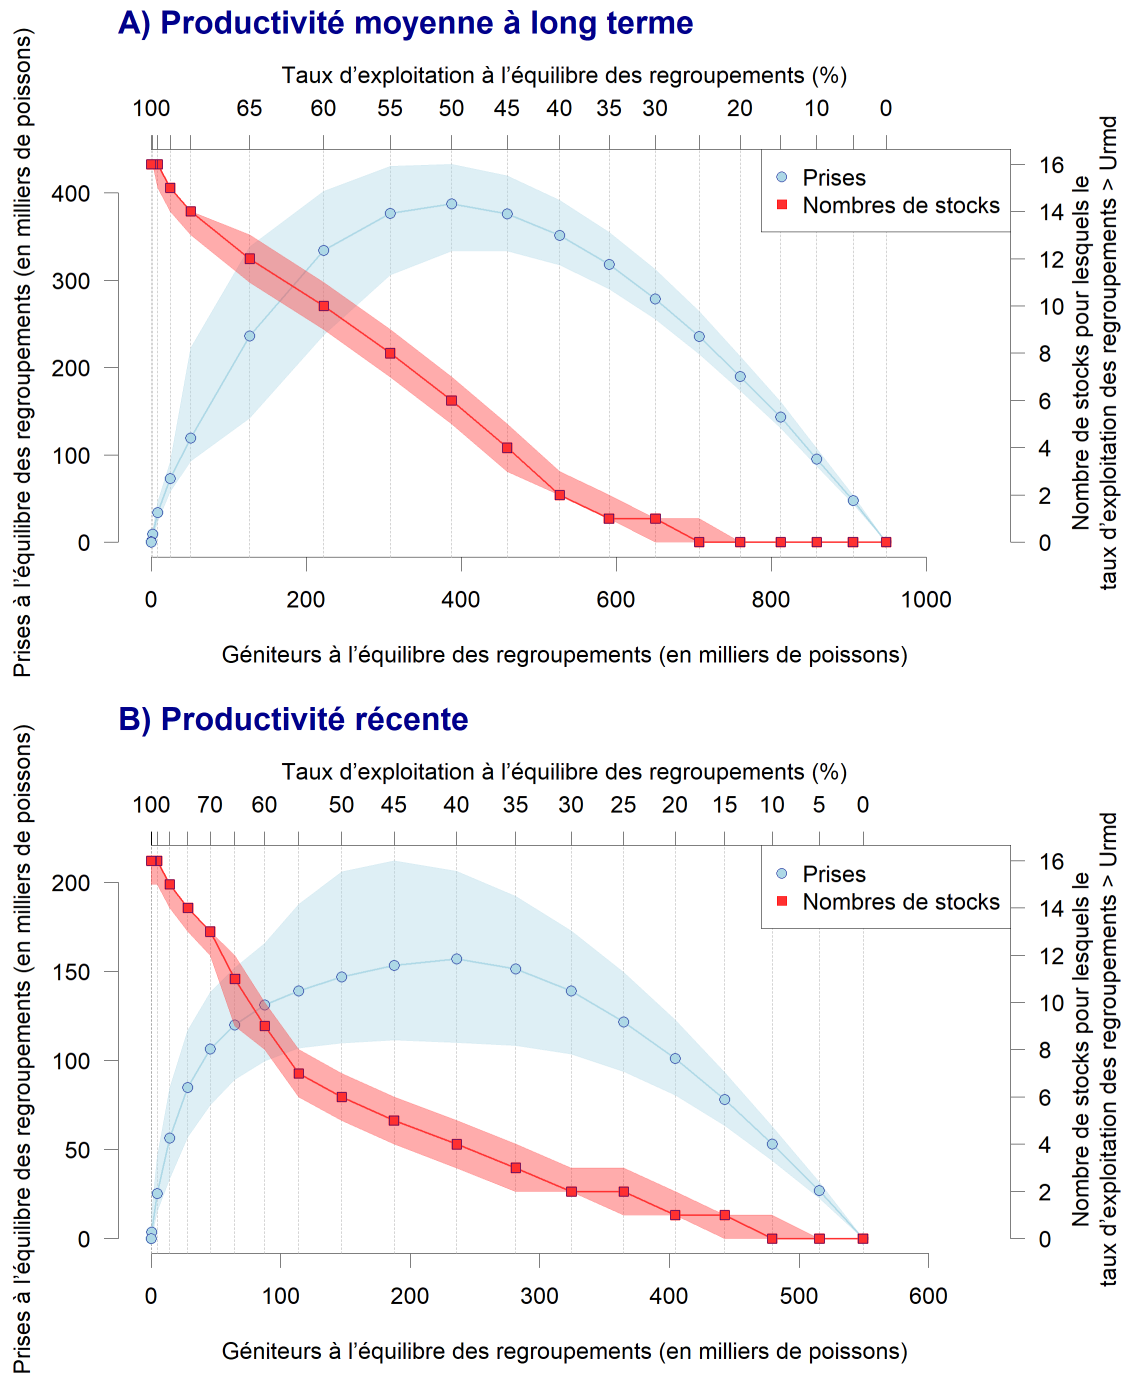 A) Productivité moyenne à long terme
Taux d’exploitation à l’équilibre des regroupements (%)
100 65 60 55 50 45 40 35 30 20 10 0
Prises à l’équilibre des regroupements (en milliers de poissons)
400
300
200
100
0
Prises
Nombres de stocks
16
14
12
10
8
6
4
2
0
Nombre de stocks pour lesquels le
taux d’exploitation des regroupements > Urmd
0 200 400 600 800 1000
Géniteurs à l’équilibre des regroupements (en milliers de poissons)
B) Productivité récente
Taux d’exploitation à l’équilibre des regroupements (%)
100 70 60 50 45 40 35 30 25 20 15 10 5 0
Prises à l’équilibre des regroupements (en milliers de poissons)
200
150
100
50
0
Prises
Nombres de stocks
16
14
12
10
8
6
4
2
0
Nombre de stocks pour lesquels le
taux d’exploitation des regroupements > Urmd
0 100 200 300 400 500 600
Géniteurs à l’équilibre des regroupements (en milliers de poissons)